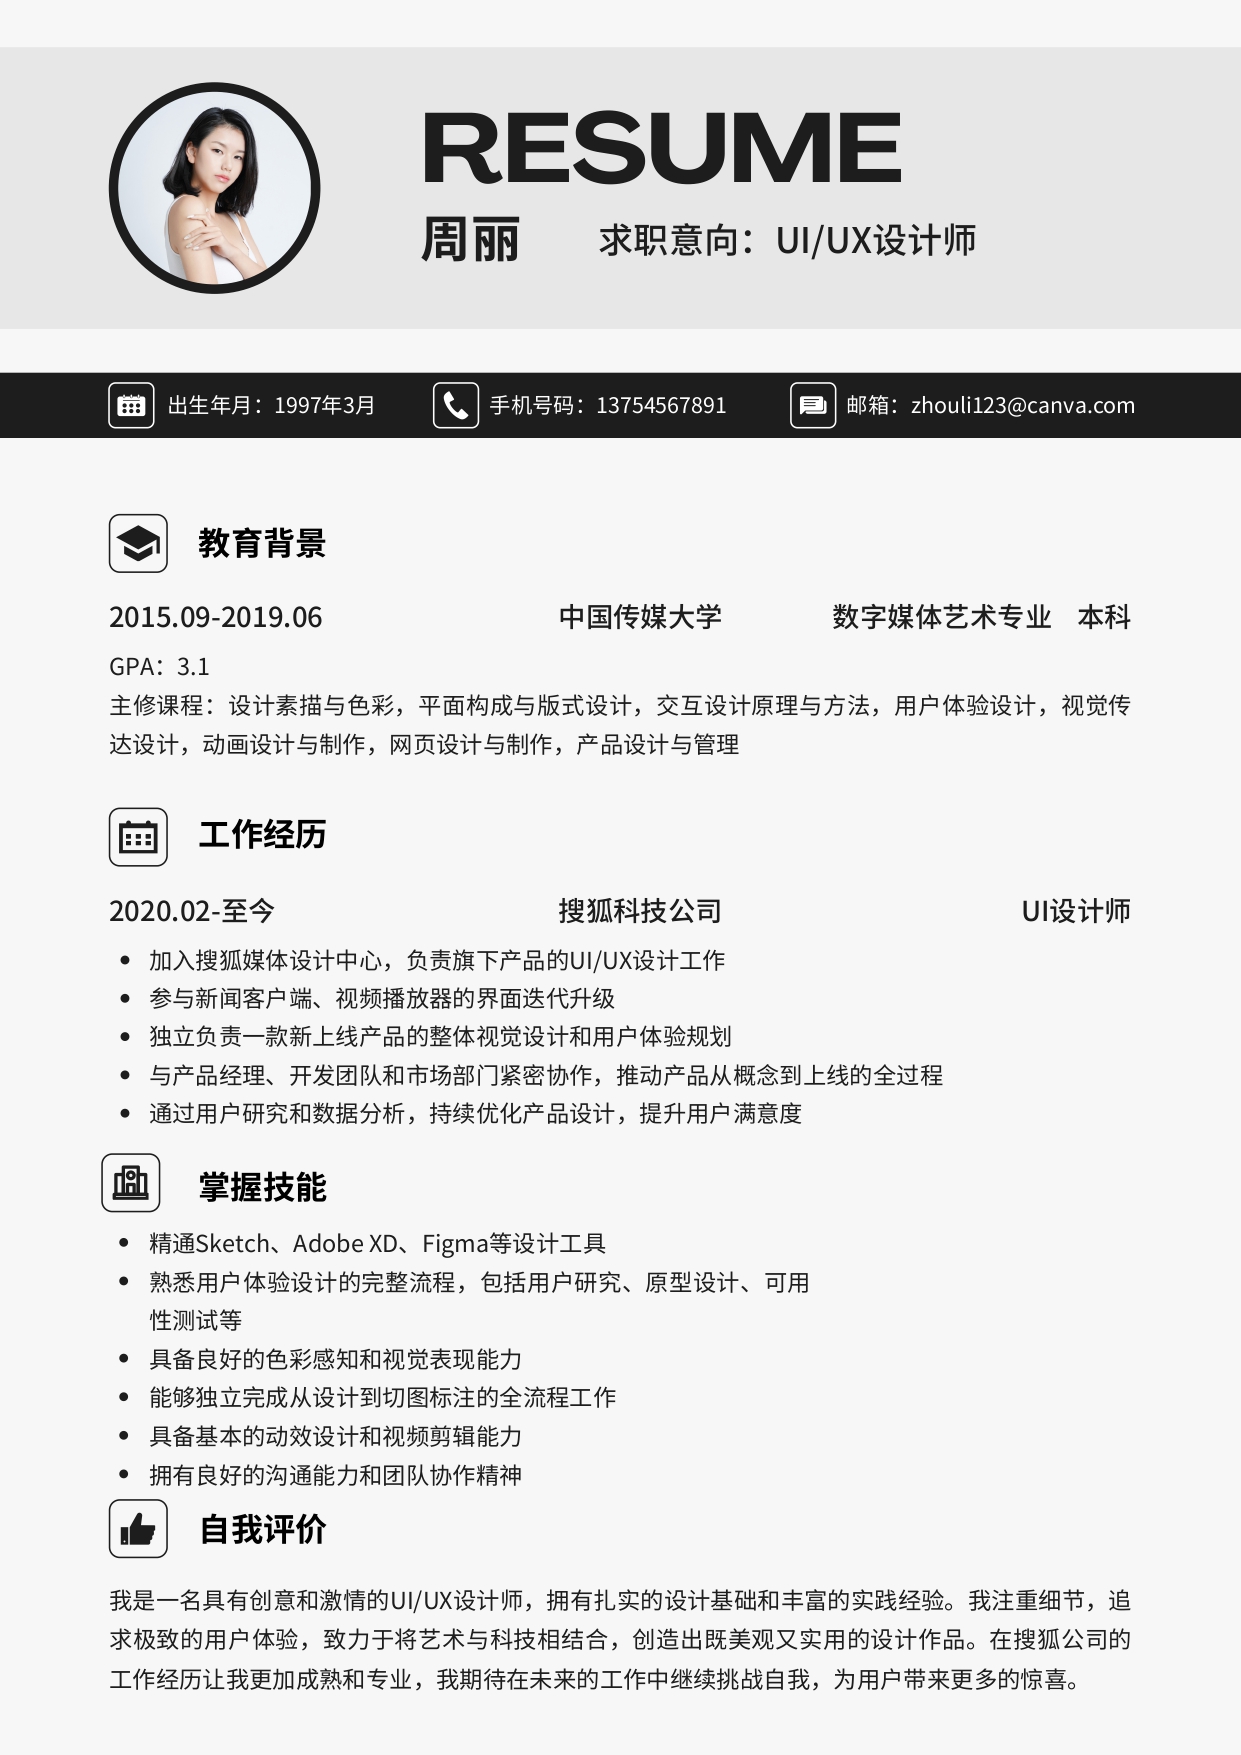 RESUME
周丽 求职意向：UI/UX设计师
出生年月：1997年3月 手机号码：13754567891 邮箱：zhouli123@canva.com
教育背景
2015.09-2019.06 中国传媒大学 数字媒体艺术专业 本科
GPA：3.1
主修课程：设计素描与色彩，平面构成与版式设计，交互设计原理与方法，用户体验设计，视觉传
达设计，动画设计与制作，网页设计与制作，产品设计与管理
工作经历
2020.02-至今 搜狐科技公司 UI设计师
• 加入搜狐媒体设计中心，负责旗下产品的UI/UX设计工作
• 参与新闻客户端、视频播放器的界面迭代升级
• 独立负责一款新上线产品的整体视觉设计和用户体验规划
• 与产品经理、开发团队和市场部门紧密协作，推动产品从概念到上线的全过程
• 通过用户研究和数据分析，持续优化产品设计，提升用户满意度
掌握技能
• 精通Sketch、Adobe XD、Figma等设计工具
• 熟悉用户体验设计的完整流程，包括用户研究、原型设计、可用
性测试等
• 具备良好的色彩感知和视觉表现能力
• 能够独立完成从设计到切图标注的全流程工作
• 具备基本的动效设计和视频剪辑能力
• 拥有良好的沟通能力和团队协作精神
自我评价
我是一名具有创意和激情的UI/UX设计师，拥有扎实的设计基础和丰富的实践经验。我注重细节，追
求极致的用户体验，致力于将艺术与科技相结合，创造出既美观又实用的设计作品。在搜狐公司的
工作经历让我更加成熟和专业，我期待在未来的工作中继续挑战自我，为用户带来更多的惊喜。